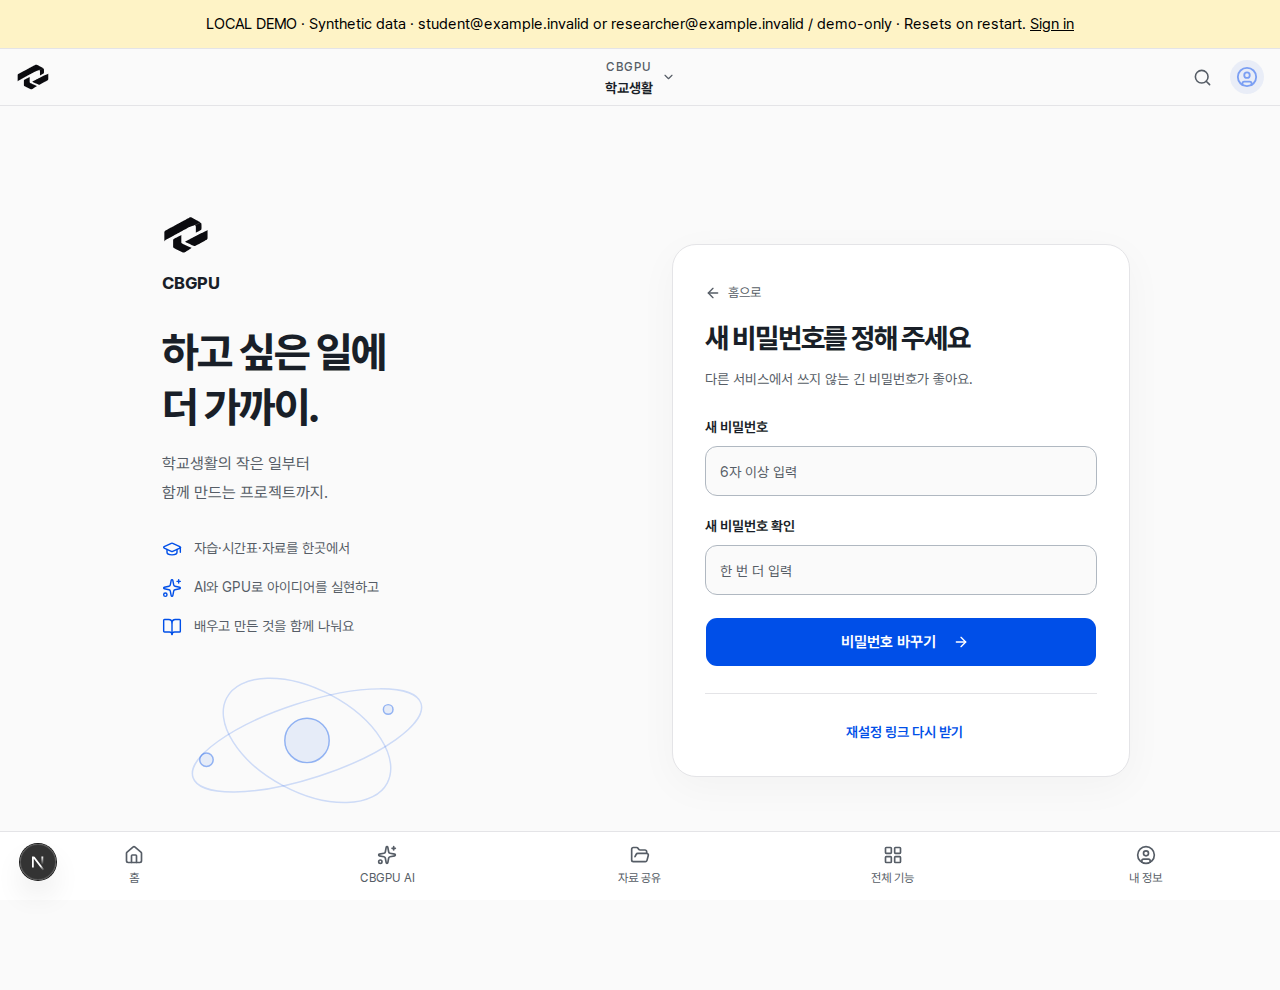 LOCAL DEMO · Synthetic data · student@example.invalid or researcher@example.invalid / demo-only · Resets on restart. Sign in
CBGPU
학교생활
CBGPU
하고 싶은 일에
더 가까이.
학교생활의 작은 일부터
함께 만드는 프로젝트까지.
자습·시간표·자료를 한곳에서
AI와 GPU로 아이디어를 실현하고
배우고 만든 것을 함께 나눠요
홈으로
새 비밀번호를 정해 주세요
다른 서비스에서 쓰지 않는 긴 비밀번호가 좋아요.
새 비밀번호
6자 이상 입력
새 비밀번호 확인
한 번 더 입력
비밀번호 바꾸기
재설정 링크 다시 받기
N
홈
CBGPU AI
자료 공유
전체 기능
내 정보